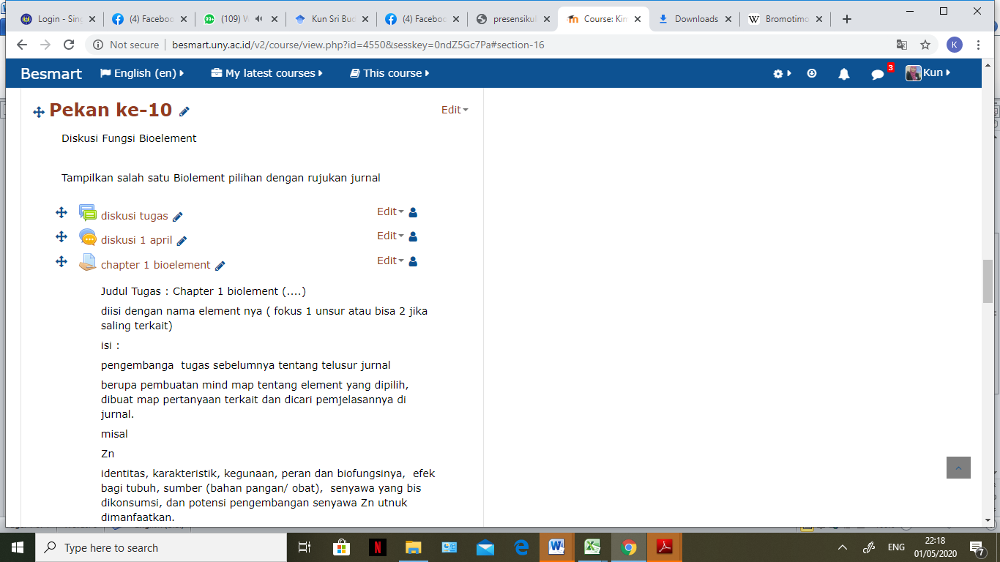 Login - Sing
(4) Faceboo
(109) W
Kun Sri Bud
(4) Faceboo
presensikul
Course: Kim
Downloads
Bromotimo
Not secure | besmart.uny.ac.id/v2/course/view.php?id=4550&sesskey=0ndZ5Gc7Pa#section-16
K
Besmart
English (en)
My latest courses
This course
3
Kun
Pekan ke-10
Edit
Diskusi Fungsi Bioelement
Tampilkan salah satu Biolement pilihan dengan rujukan jurnal
diskusi tugas
Edit
diskusi 1 april
Edit
chapter 1 bioelement
Edit
Judul Tugas : Chapter 1 biolement (....)
diisi dengan nama element nya ( fokus 1 unsur atau bisa 2 jika
saling terkait)
isi :
pengembanga  tugas sebelumnya tentang telusur jurnal
berupa pembuatan mind map tentang element yang dipilih,
dibuat map pertanyaan terkait dan dicari pemjelasannya di
jurnal.
misal
Zn
identitas, karakteristik, kegunaan, peran dan biofungsinya,  efek
bagi tubuh, sumber (bahan pangan/ obat),  senyawa yang bis
dikonsumsi, dan potensi pengembangan senyawa Zn utnuk
dimanfaatkan.
Type here to search
ENG
22:18
01/05/2020
7